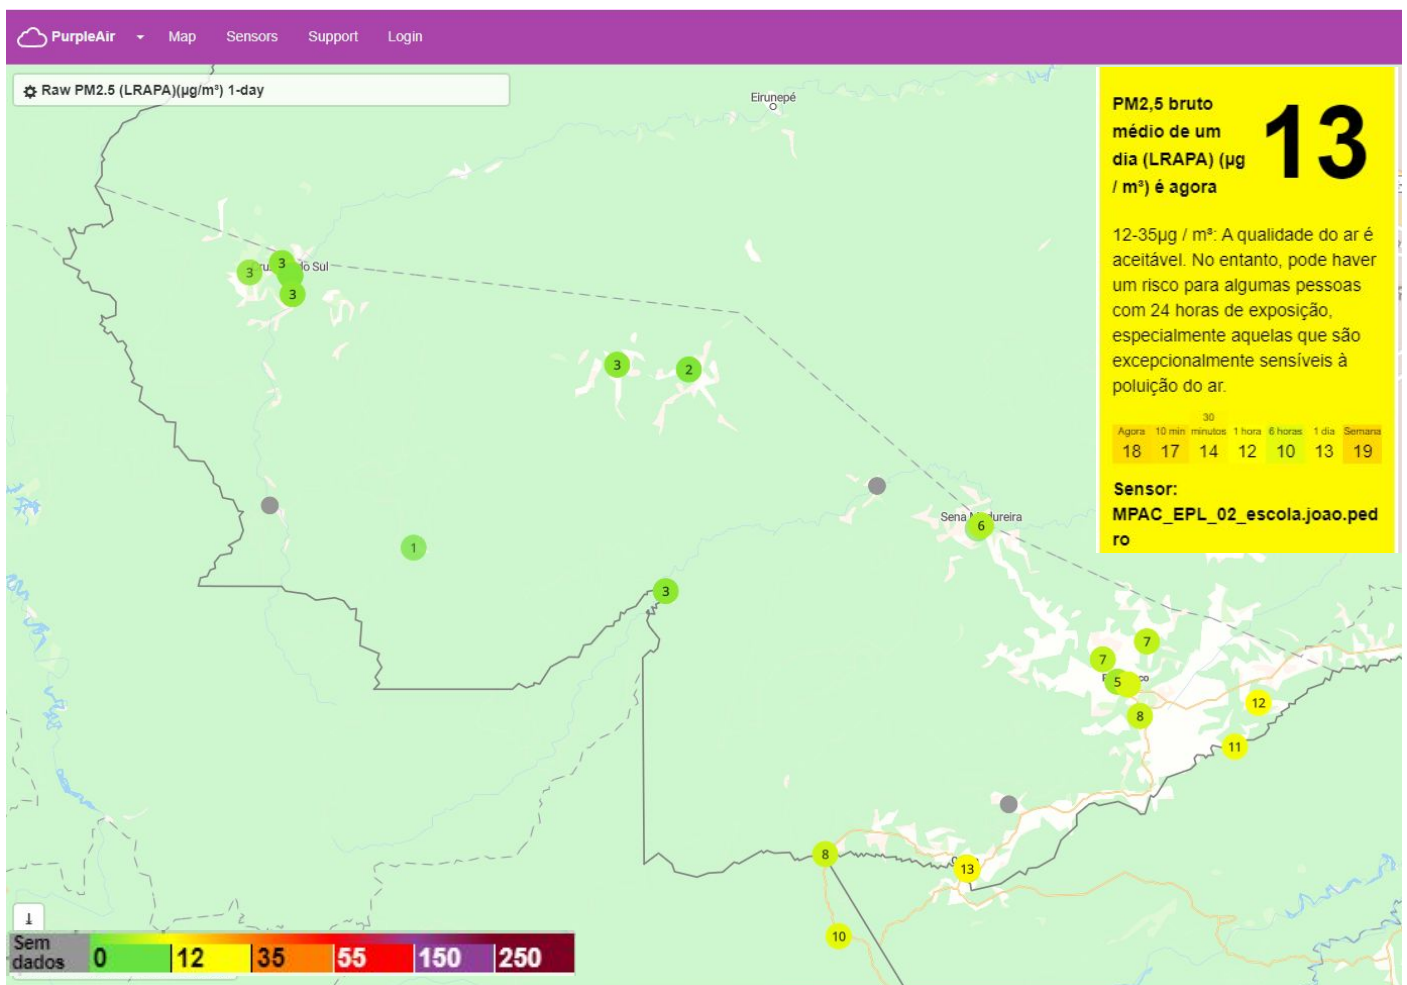 PurpleAir Map Sensors Support Login
Raw PM2.5 (LRAPA)(µg/m³) 1-day
Eirunepé
PM2,5 bruto
médio de um
dia (LRAPA) (µg
/ m³) é agora
13
12-35µg / m³: A qualidade do ar é
aceitável. No entanto, pode haver
um risco para algumas pessoas
com 24 horas de exposição,
especialmente aquelas que são
excepcionalmente sensíveis à
poluição do ar.
30
Agora 10 min minutos 1 hora 6 horas 1 dia Semana
18 17 14 12 10 13 19
Sensor:
MPAC_EPL_02_escola.joao.ped
ro
3
3
do Sul
3
3
2
1
Sena
6
3
7
7
5
8
12
11
8
13
10
Sem
dados
0 12 35 55 150 250